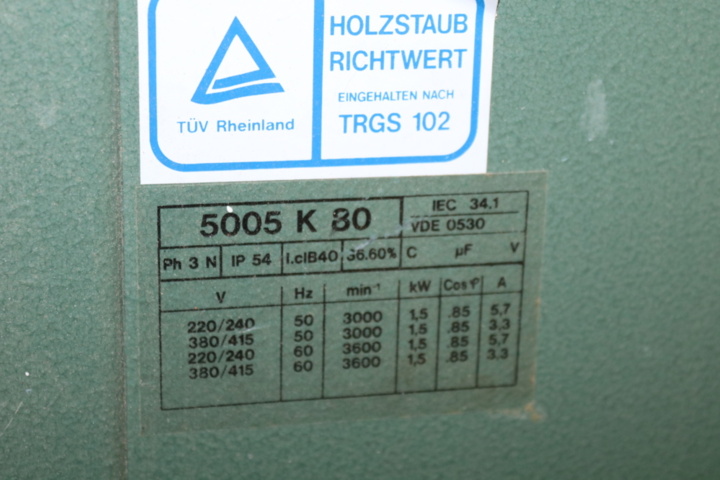 HOLZSTAUB
RICHTWERT
EINGEHALTEN NACH
TRGS 102
TÜV Rheinland
5005 K 80
IEC 34.1
VDE 0530
Ph 3 N IP 54 I.clB40 S6.60% C µF V
V Hz min⁻¹ kW Cos φ A
220/240 50 3000 1,5 .85 5,7
380/415 50 3000 1,5 .85 3,3
220/240 60 3600 1,5 .85 5,7
380/415 60 3600 1,5 .85 3,3